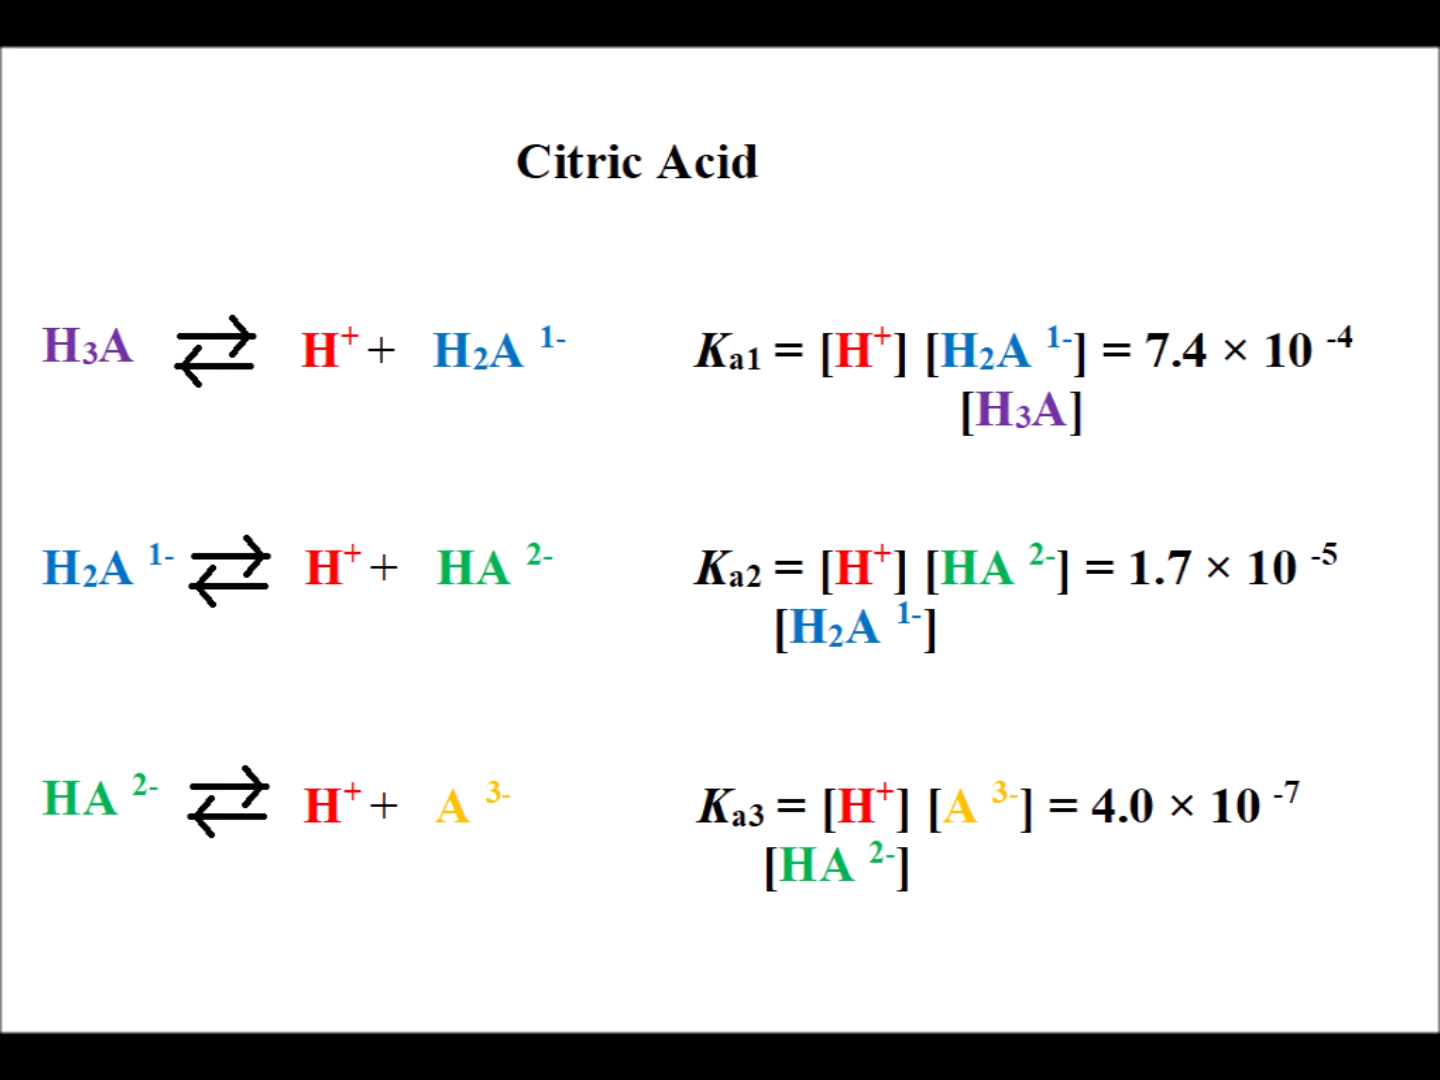 Citric Acid
H₃A ⇄ H⁺ + H₂A ¹⁻ Kₐ₁ = [H⁺] [H₂A ¹⁻] = 7.4 × 10 ⁻⁴
[H₃A]
H₂A ¹⁻ ⇄ H⁺ + HA ²⁻ Kₐ₂ = [H⁺] [HA ²⁻] = 1.7 × 10 ⁻⁵
[H₂A ¹⁻]
HA ²⁻ ⇄ H⁺ + A ³⁻ Kₐ₃ = [H⁺] [A ³⁻] = 4.0 × 10 ⁻⁷
[HA ²⁻]